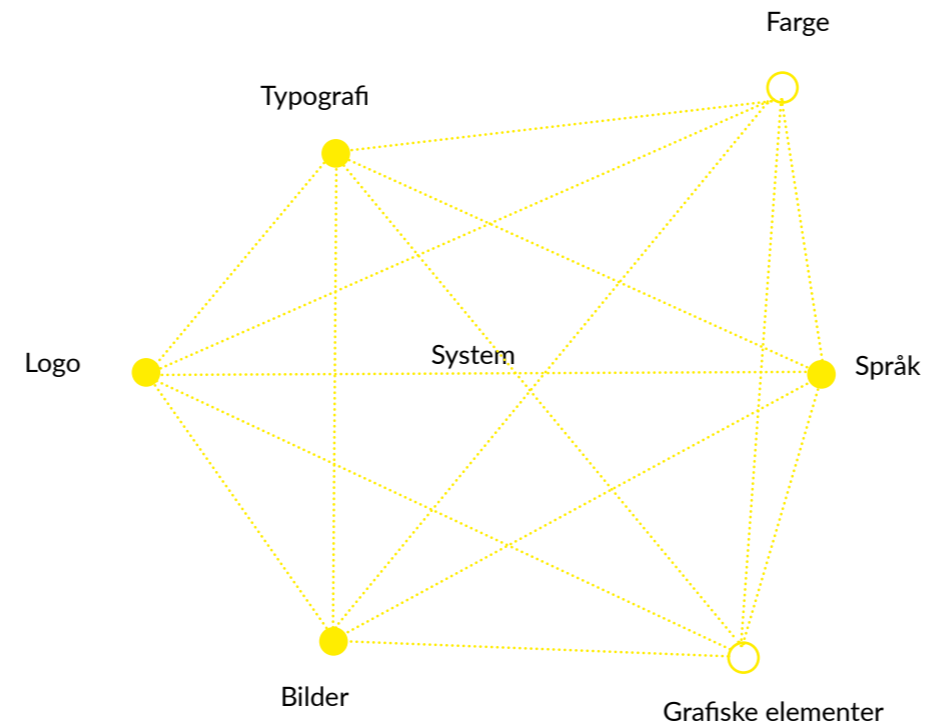 Farge
Typografi
System
Logo
Språk
Bilder
Grafiske elementer